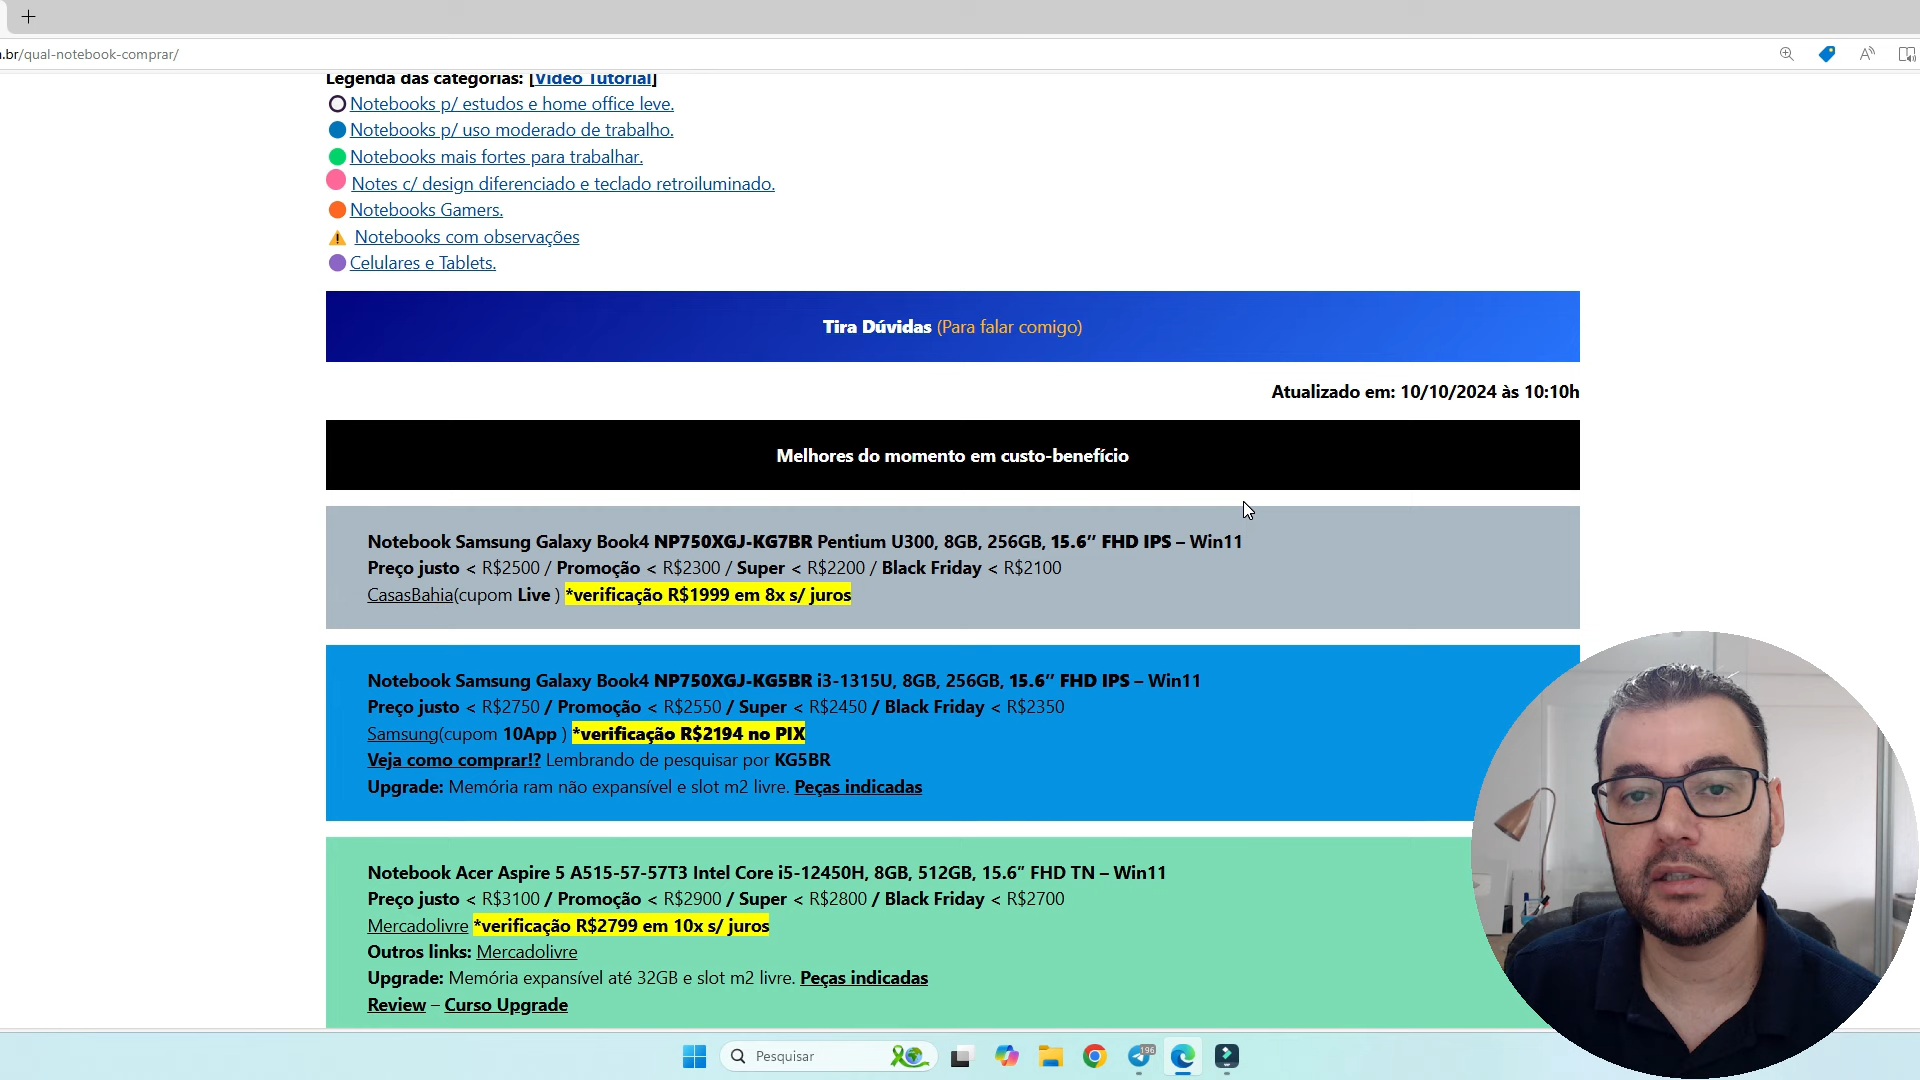 .br/qual-notebook-comprar/
Legenda das categorias: [Vídeo Tutorial]
Notebooks p/ estudos e home office leve.
Notebooks p/ uso moderado de trabalho.
Notebooks mais fortes para trabalhar.
Notes c/ design diferenciado e teclado retroiluminado.
Notebooks Gamers.
Notebooks com observações
Celulares e Tablets.
Tira Dúvidas (Para falar comigo)
Atualizado em: 10/10/2024 às 10:10h
Melhores do momento em custo-benefício
Notebook Samsung Galaxy Book4 NP750XGJ-KG7BR Pentium U300, 8GB, 256GB, 15.6″ FHD IPS – Win11
Preço justo < R$2500 / Promoção < R$2300 / Super < R$2200 / Black Friday < R$2100
CasasBahia(cupom Live ) *verificação R$1999 em 8x s/ juros
Notebook Samsung Galaxy Book4 NP750XGJ-KG5BR i3-1315U, 8GB, 256GB, 15.6″ FHD IPS – Win11
Preço justo < R$2750 / Promoção < R$2550 / Super < R$2450 / Black Friday < R$2350
Samsung(cupom 10App ) *verificação R$2194 no PIX
Veja como comprar!? Lembrando de pesquisar por KG5BR
Upgrade: Memória ram não expansível e slot m2 livre. Peças indicadas
Notebook Acer Aspire 5 A515-57-57T3 Intel Core i5-12450H, 8GB, 512GB, 15.6″ FHD TN – Win11
Preço justo < R$3100 / Promoção < R$2900 / Super < R$2800 / Black Friday < R$2700
Mercadolivre *verificação R$2799 em 10x s/ juros
Outros links: Mercadolivre
Upgrade: Memória expansível até 32GB e slot m2 livre. Peças indicadas
Review – Curso Upgrade
Pesquisar
196